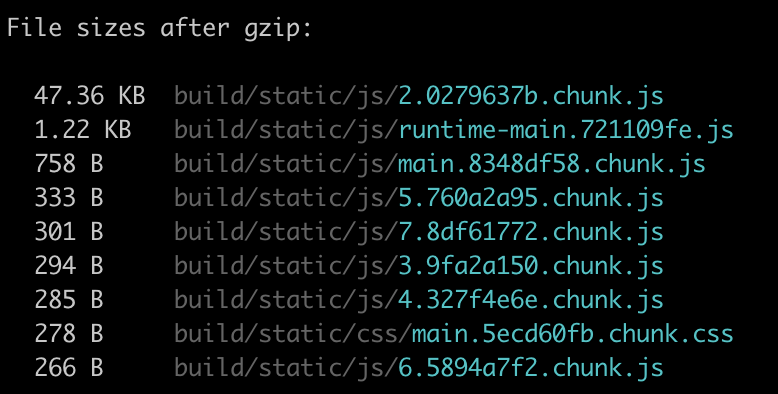 File sizes after gzip:
47.36 KB build/static/js/2.0279637b.chunk.js
1.22 KB build/static/js/runtime-main.721109fe.js
758 B build/static/js/main.8348df58.chunk.js
333 B build/static/js/5.760a2a95.chunk.js
301 B build/static/js/7.8df61772.chunk.js
294 B build/static/js/3.9fa2a150.chunk.js
285 B build/static/js/4.327f4e6e.chunk.js
278 B build/static/css/main.5ecd60fb.chunk.css
266 B build/static/js/6.5894a7f2.chunk.js